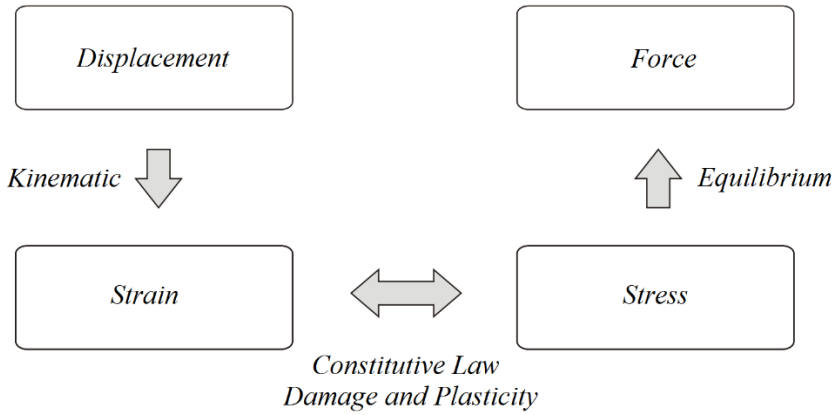 Displacement
Force
Kinematic
Equilibrium
Strain
Stress
Constitutive Law
Damage and Plasticity